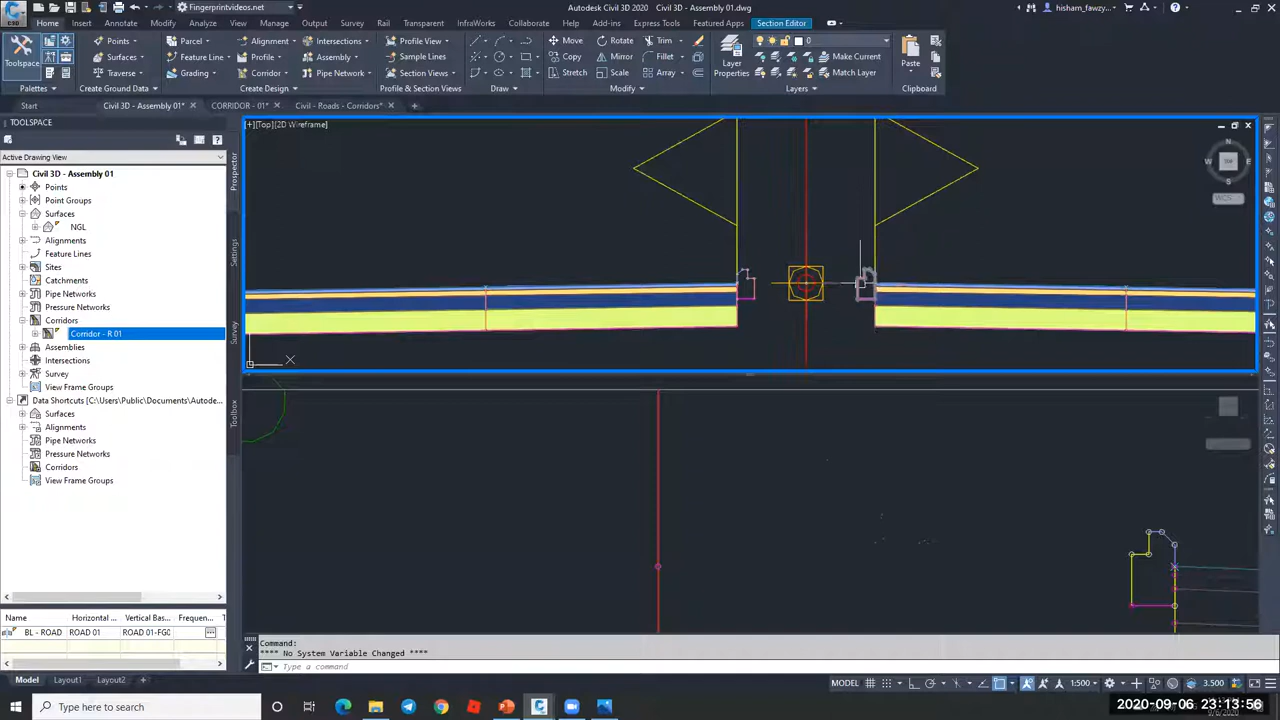 Fingerprintvideos.net
Autodesk Civil 3D 2020 Civil 3D - Assembly 01.dwg
hisham_fawzy...
Home Insert Annotate Modify Analyze View Manage Output Survey Rail Transparent InfraWorks Collaborate Help Add-ins Express Tools Featured Apps Section Editor
Toolspace
Points
Surfaces
Traverse
Parcel
Feature Line
Grading
Alignment
Profile
Corridor
Intersections
Assembly
Pipe Network
Profile View
Sample Lines
Section Views
Move
Rotate
Trim
Copy
Mirror
Fillet
Stretch
Scale
Array
Layer
Properties
0
Make Current
Match Layer
Paste
Palettes Create Ground Data Create Design Profile & Section Views Draw Modify Layers Clipboard
Start Civil 3D - Assembly 01* CORRIDOR - 01* Civil - Roads - Corridors*
TOOLSPACE
Active Drawing View
Civil 3D - Assembly 01
Points
Point Groups
Surfaces
NGL
Alignments
Feature Lines
Sites
Catchments
Pipe Networks
Pressure Networks
Corridors
Corridor - R 01
Assemblies
Intersections
Survey
View Frame Groups
Data Shortcuts [C:\Users\Public\Documents\Autode...
Surfaces
Alignments
Pipe Networks
Pressure Networks
Corridors
View Frame Groups
Prospector
Settings
Survey
Toolbox
[+][Top][2D Wireframe]
N
W
S
Name Horizontal ... Vertical Bas... Frequen...
BL - ROAD ROAD 01 ROAD 01-FG0
Command:
**** No System Variable Changed ****
Type a command
Model Layout1 Layout2
MODEL 1:500 3.500
Type here to search
2020-09-06 23:13:56